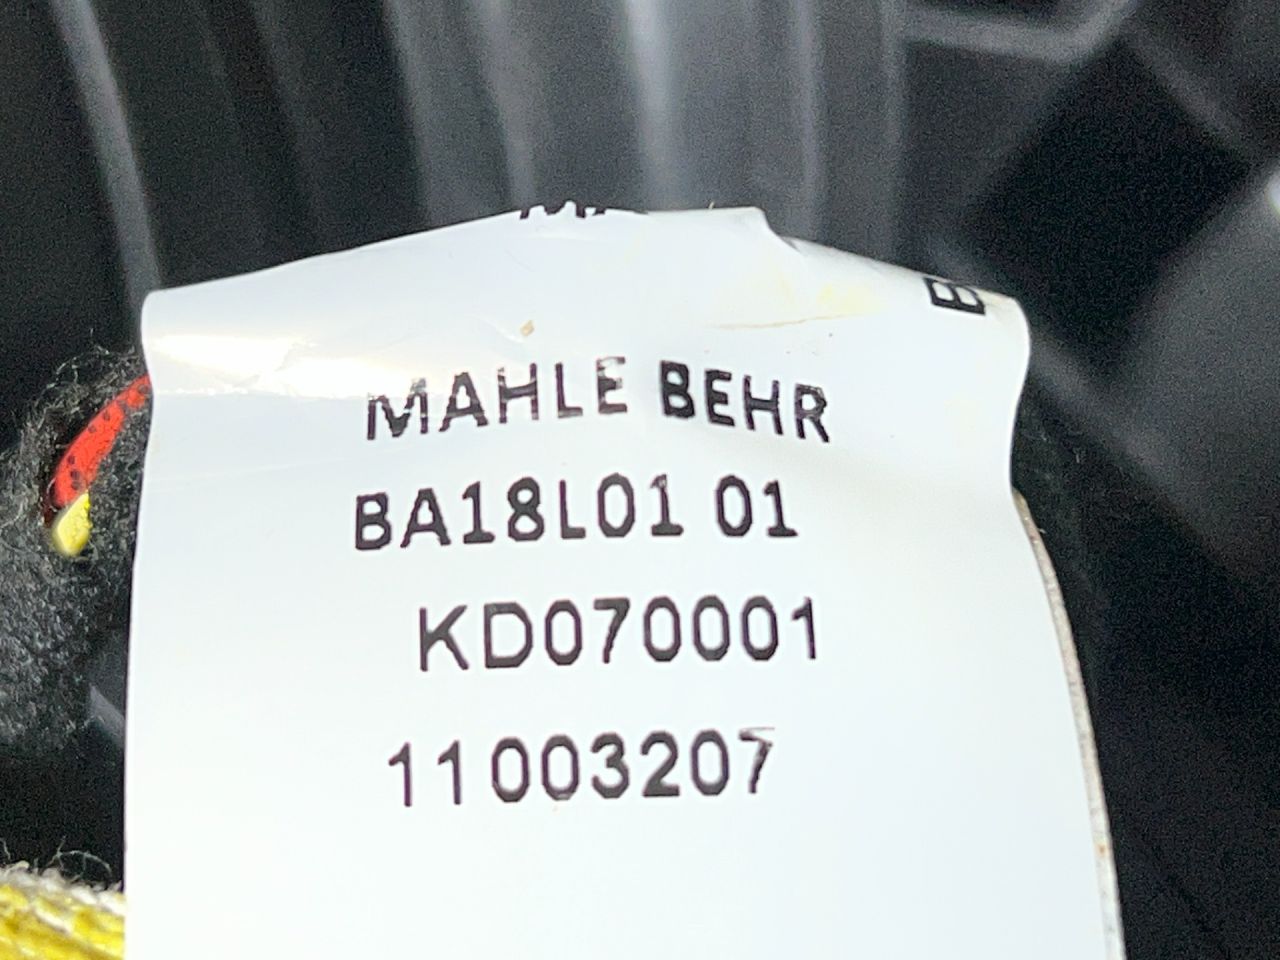 MAHLE BEHR
BA18L01 01
KD070001
11003207